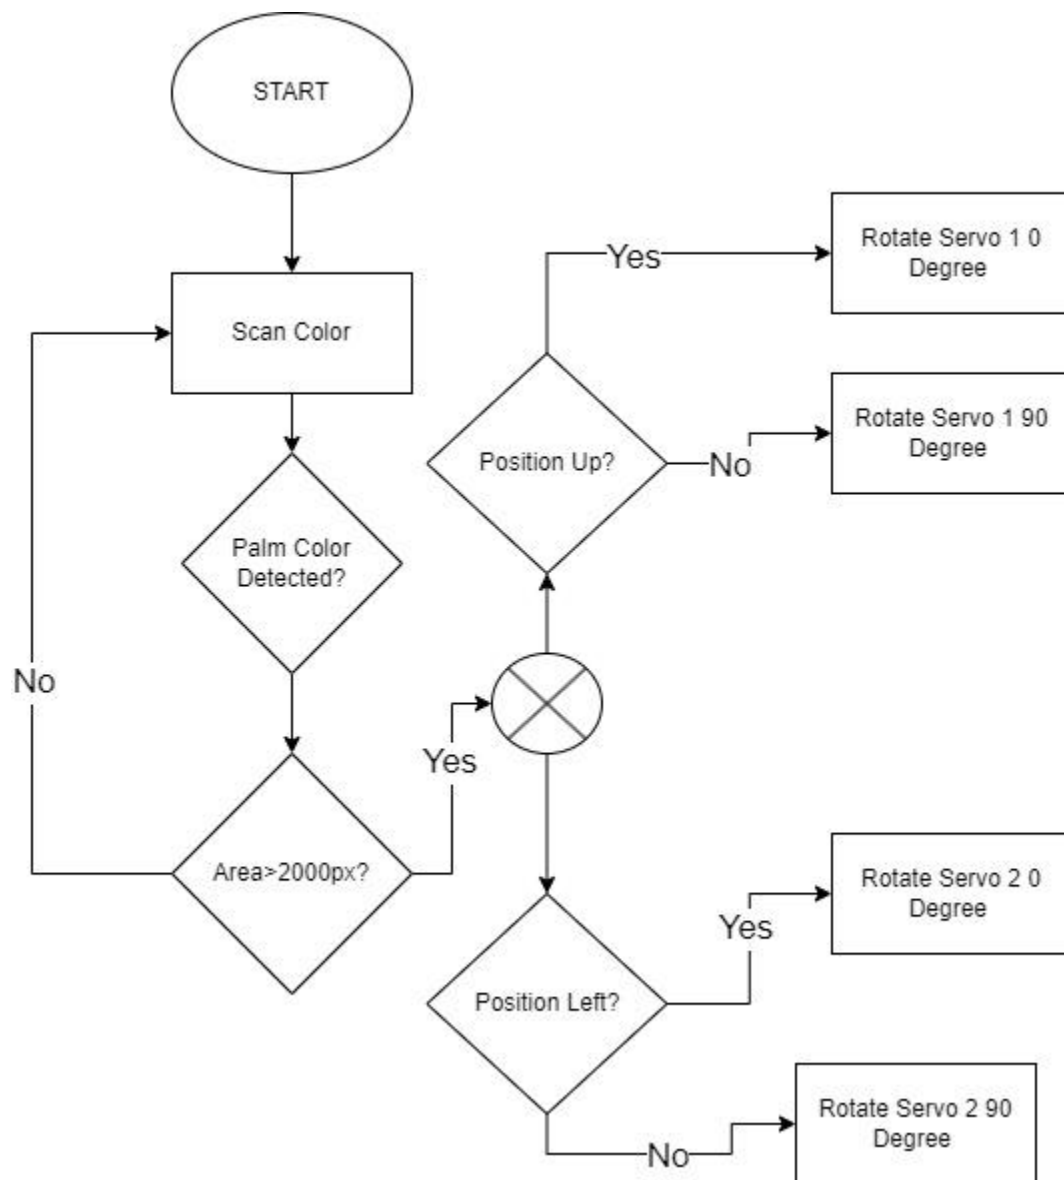 START
Scan Color
Palm Color
Detected?
No
Area>2000px?
Yes
Position Up?
Yes
Rotate Servo 1 0
Degree
No
Rotate Servo 1 90
Degree
Position Left?
Yes
Rotate Servo 2 0
Degree
No
Rotate Servo 2 90
Degree